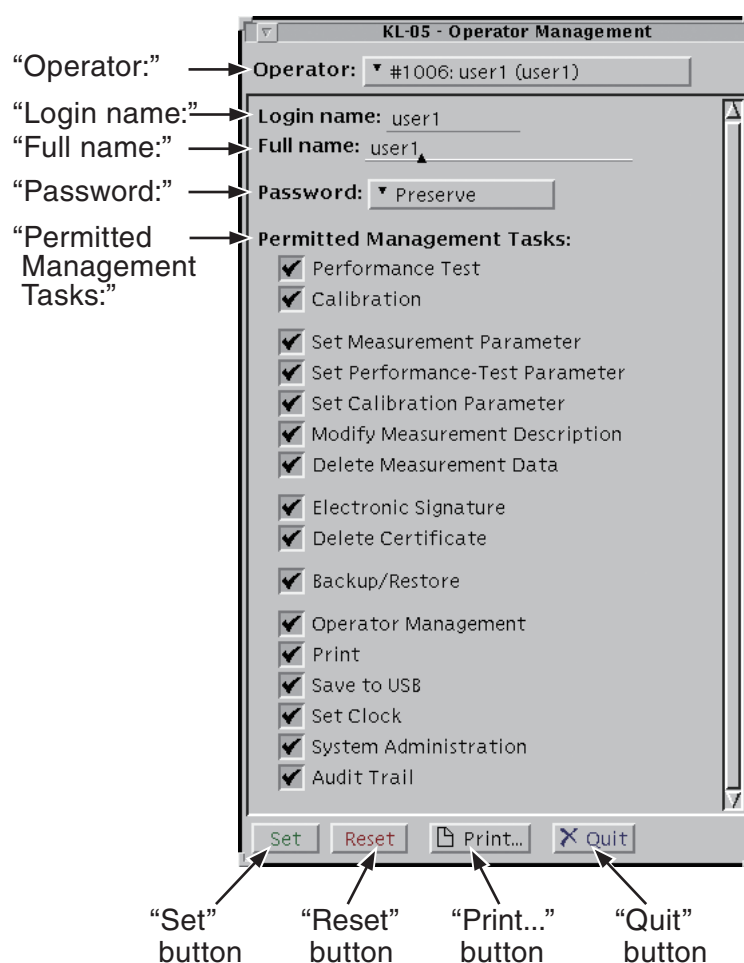 KL-05 - Operator Management
“Operator:”
Operator: #1006: user1 (user1)
“Login name:”
Login name: user1
“Full name:”
Full name: user1
“Password:”
Password: Preserve
“Permitted
Management
Tasks:”
Permitted Management Tasks:
Performance Test
Calibration
Set Measurement Parameter
Set Performance-Test Parameter
Set Calibration Parameter
Modify Measurement Description
Delete Measurement Data
Electronic Signature
Delete Certificate
Backup/Restore
Operator Management
Print
Save to USB
Set Clock
System Administration
Audit Trail
Set Reset Print... Quit
“Set”
button
“Reset”
button
“Print...”
button
“Quit”
button